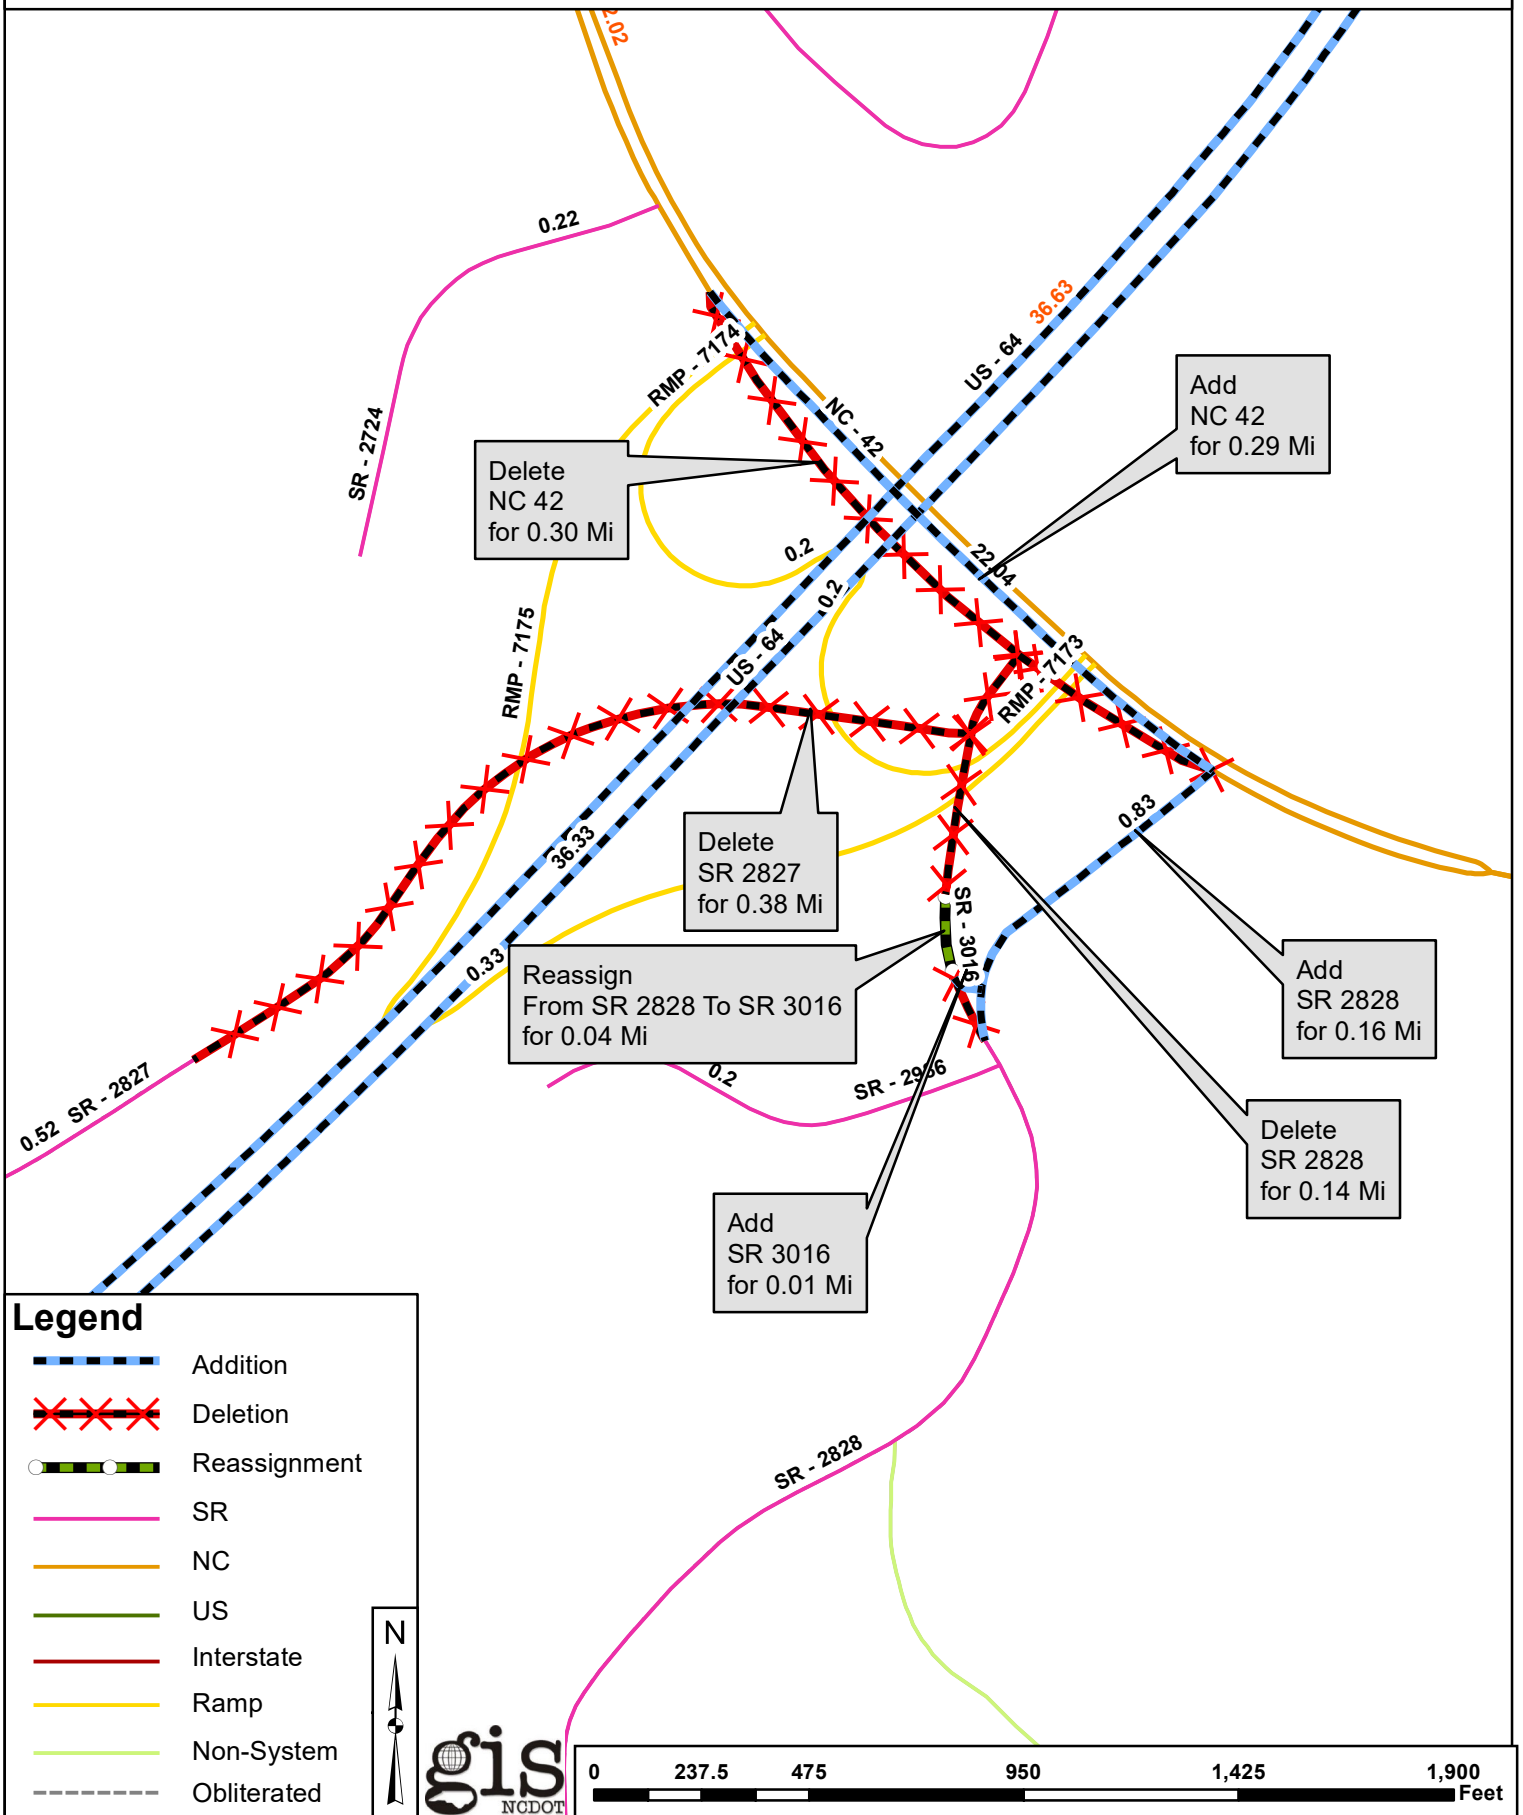 2.02
0.22
SR - 2724
RMP - 7174
NC - 42
US - 64
36.63
Add
NC 42
for 0.29 Mi
Delete
NC 42
for 0.30 Mi
0.2
0.2
22.04
RMP - 7175
US - 64
RMP - 7173
36.33
0.33
Delete
SR 2827
for 0.38 Mi
0.83
SR - 3016
Reassign
From SR 2828 To SR 3016
for 0.04 Mi
Add
SR 2828
for 0.16 Mi
0.52 SR - 2827
0.2
SR - 2986
Delete
SR 2828
for 0.14 Mi
Add
SR 3016
for 0.01 Mi
SR - 2828
Legend
Addition
Deletion
Reassignment
SR
NC
US
Interstate
Ramp
Non-System
Obliterated
N
gis
NCDOT
0 237.5 475 950 1,425 1,900
Feet